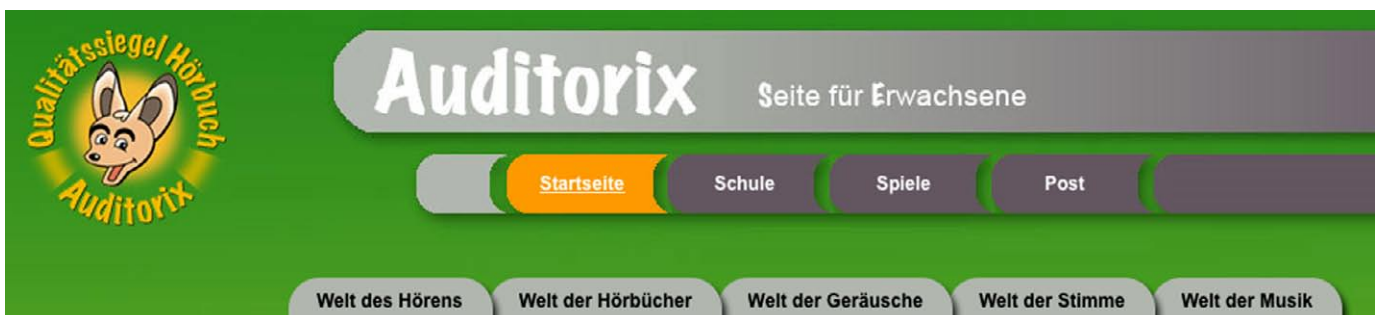 Qualitätssiegel Hörbuch
Auditorix
Auditorix Seite für Erwachsene
Startseite Schule Spiele Post
Welt des Hörens Welt der Hörbücher Welt der Geräusche Welt der Stimme Welt der Musik